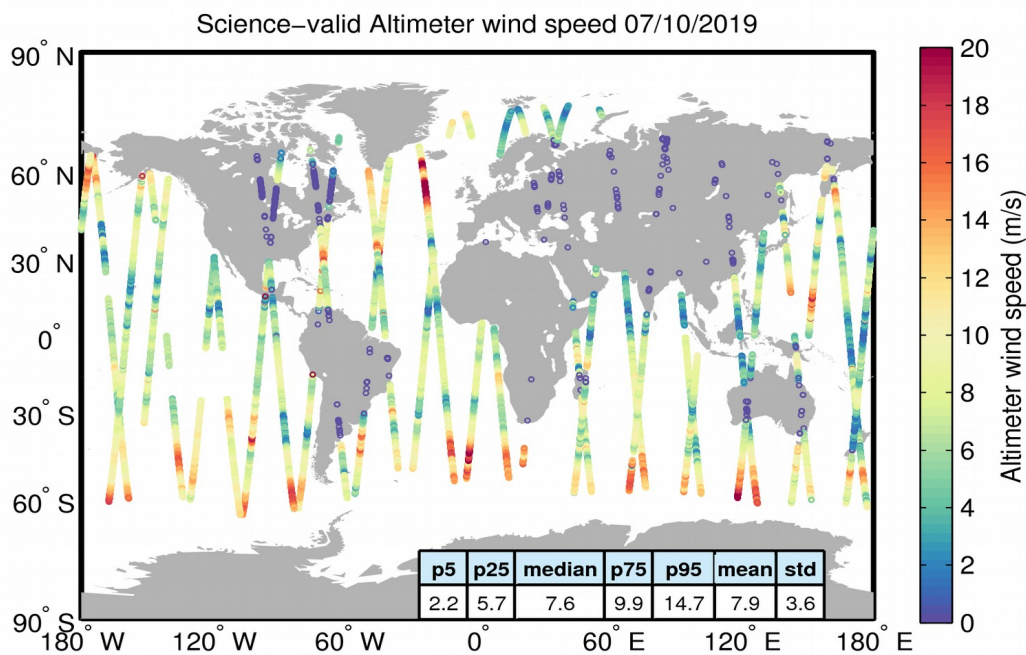 Science−valid Altimeter wind speed 07/10/2019
90° N
60° N
30° N
0°
30° S
60° S
90° S
180° W
120° W
60° W
0°
60° E
120° E
180° E
p5 p25 median p75 p95 mean std
2.2 5.7 7.6 9.9 14.7 7.9 3.6
20
18
16
14
12
10
8
6
4
2
0
Altimeter wind speed (m/s)